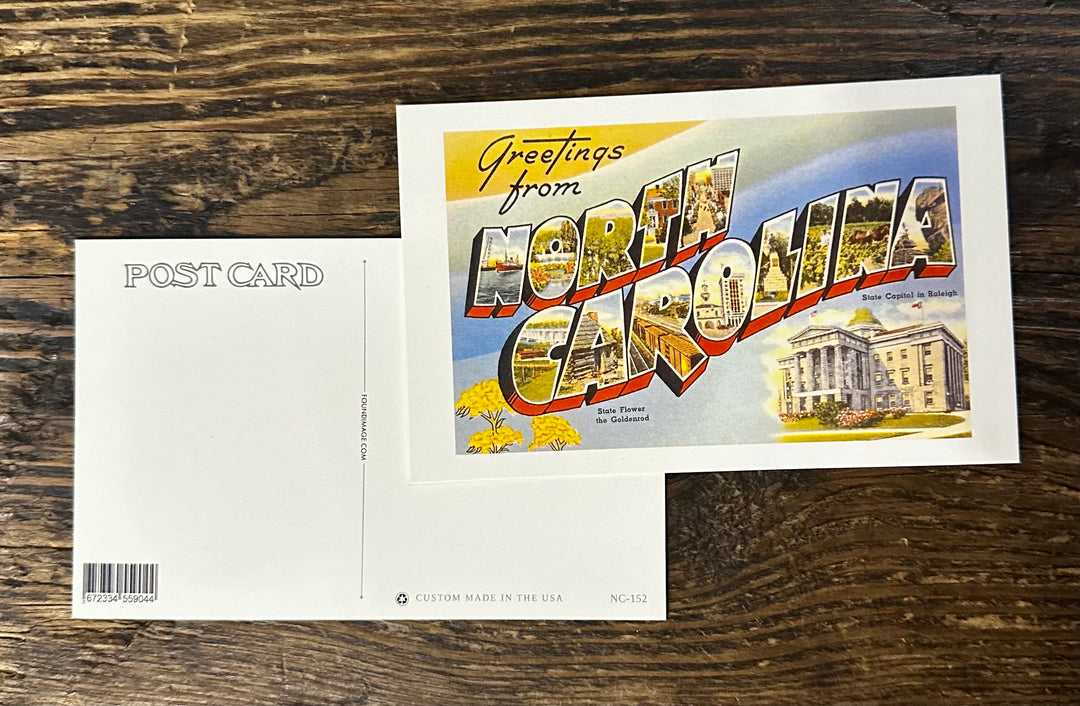 Greetings
from
NORTH
CAROLINA
State Capitol in Raleigh
State Flower
the Goldenrod
POST CARD
FOUNDIMAGE.COM
672334 559044
CUSTOM MADE IN THE USA
NC-152